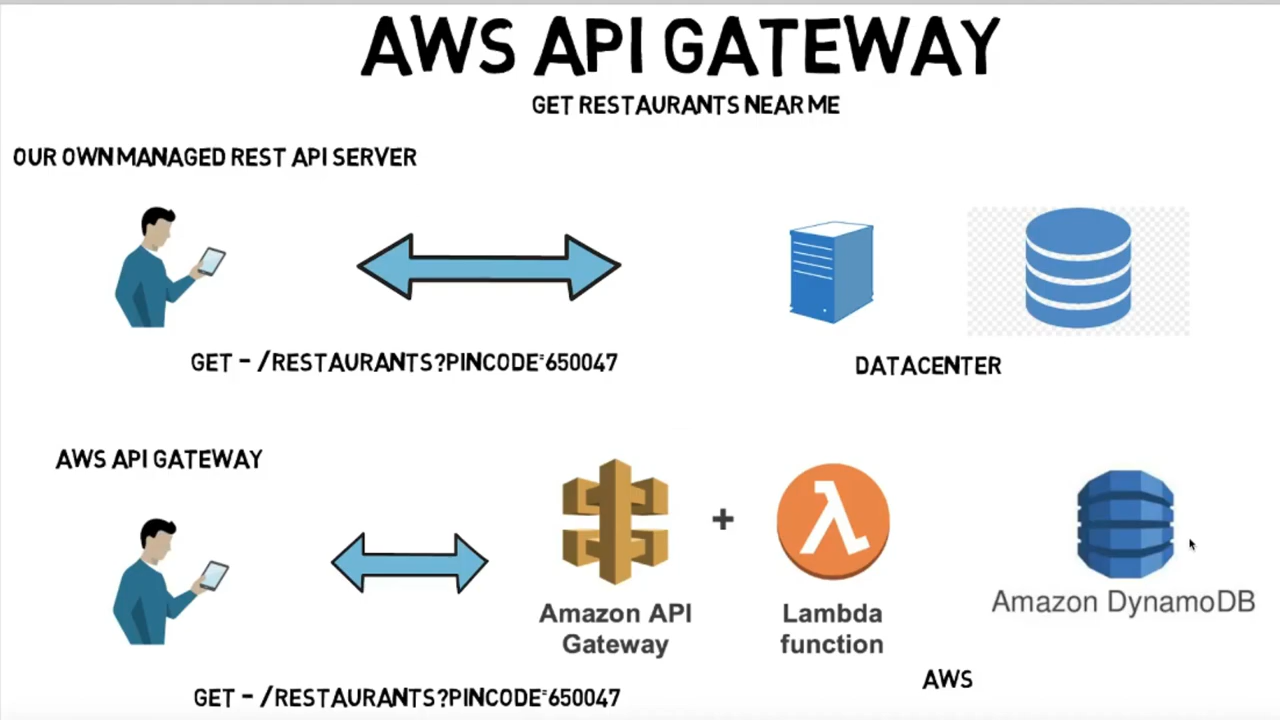 AWS API GATEWAY
GET RESTAURANTS NEAR ME
OUR OWN MANAGED REST API SERVER
GET - /RESTAURANTS?PINCODE=650047
DATACENTER
AWS API GATEWAY
+
Amazon API
Gateway
Lambda
function
Amazon DynamoDB
AWS
GET - /RESTAURANTS?PINCODE=650047